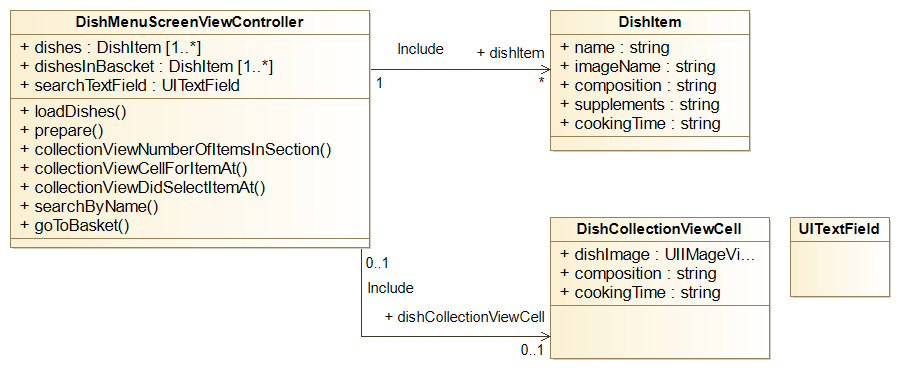 DishMenuScreenViewController
+ dishes : DishItem [1..*]
+ dishesInBascket : DishItem [1..*]
+ searchTextField : UITextField
+ loadDishes()
+ prepare()
+ collectionViewNumberOfItemsInSection()
+ collectionViewCellForItemAt()
+ collectionViewDidSelectItemAt()
+ searchByName()
+ goToBasket()
Include
+ dishItem
1
*
DishItem
+ name : string
+ imageName : string
+ composition : string
+ supplements : string
+ cookingTime : string
0..1
Include
+ dishCollectionViewCell
0..1
DishCollectionViewCell
+ dishImage : UIIMageVi...
+ composition : string
+ cookingTime : string
UITextField